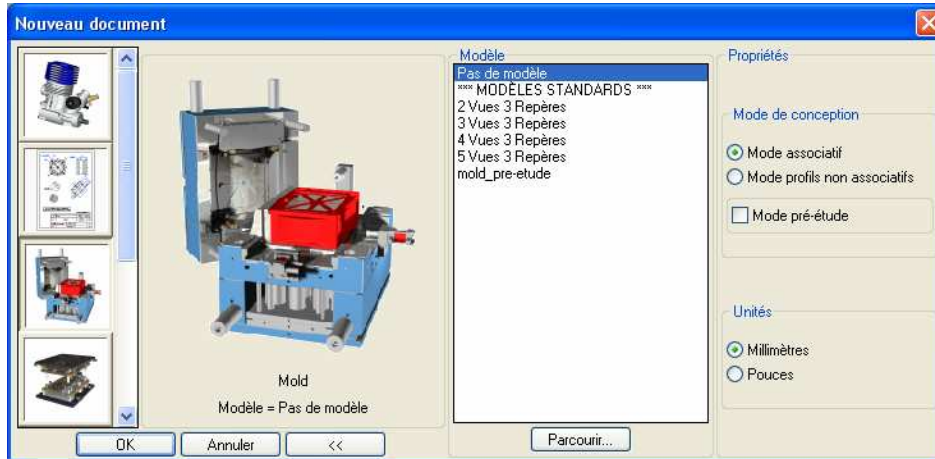 Nouveau document
Mold
Modèle = Pas de modèle
OK
Annuler
<<
Modèle
Pas de modèle
*** MODÈLES STANDARDS ***
2 Vues 3 Repères
3 Vues 3 Repères
4 Vues 3 Repères
5 Vues 3 Repères
mold_pre-etude
Parcourir...
Propriétés
Mode de conception
Mode associatif
Mode profils non associatifs
Mode pré-étude
Unités
Millimètres
Pouces